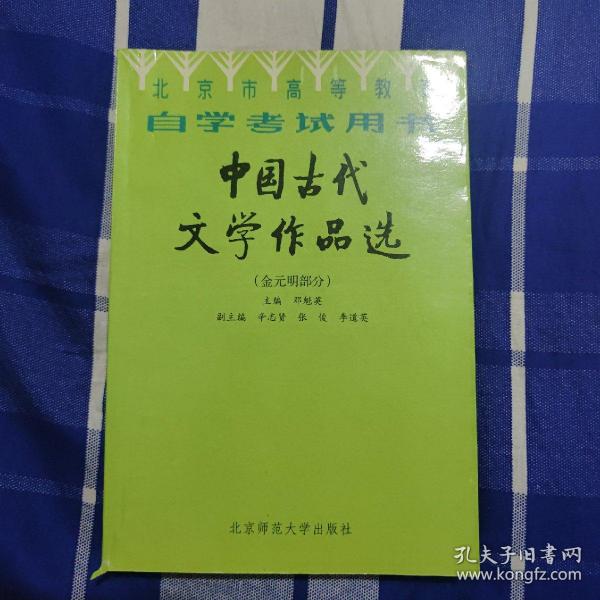 北京市高等教育
自学考试用书
中国古代
文学作品选
(金元明部分)
主编 邓魁英
副主编 辛志贤 张俊 李道英
北京师范大学出版社
孔夫子旧书网
www.kongfz.com